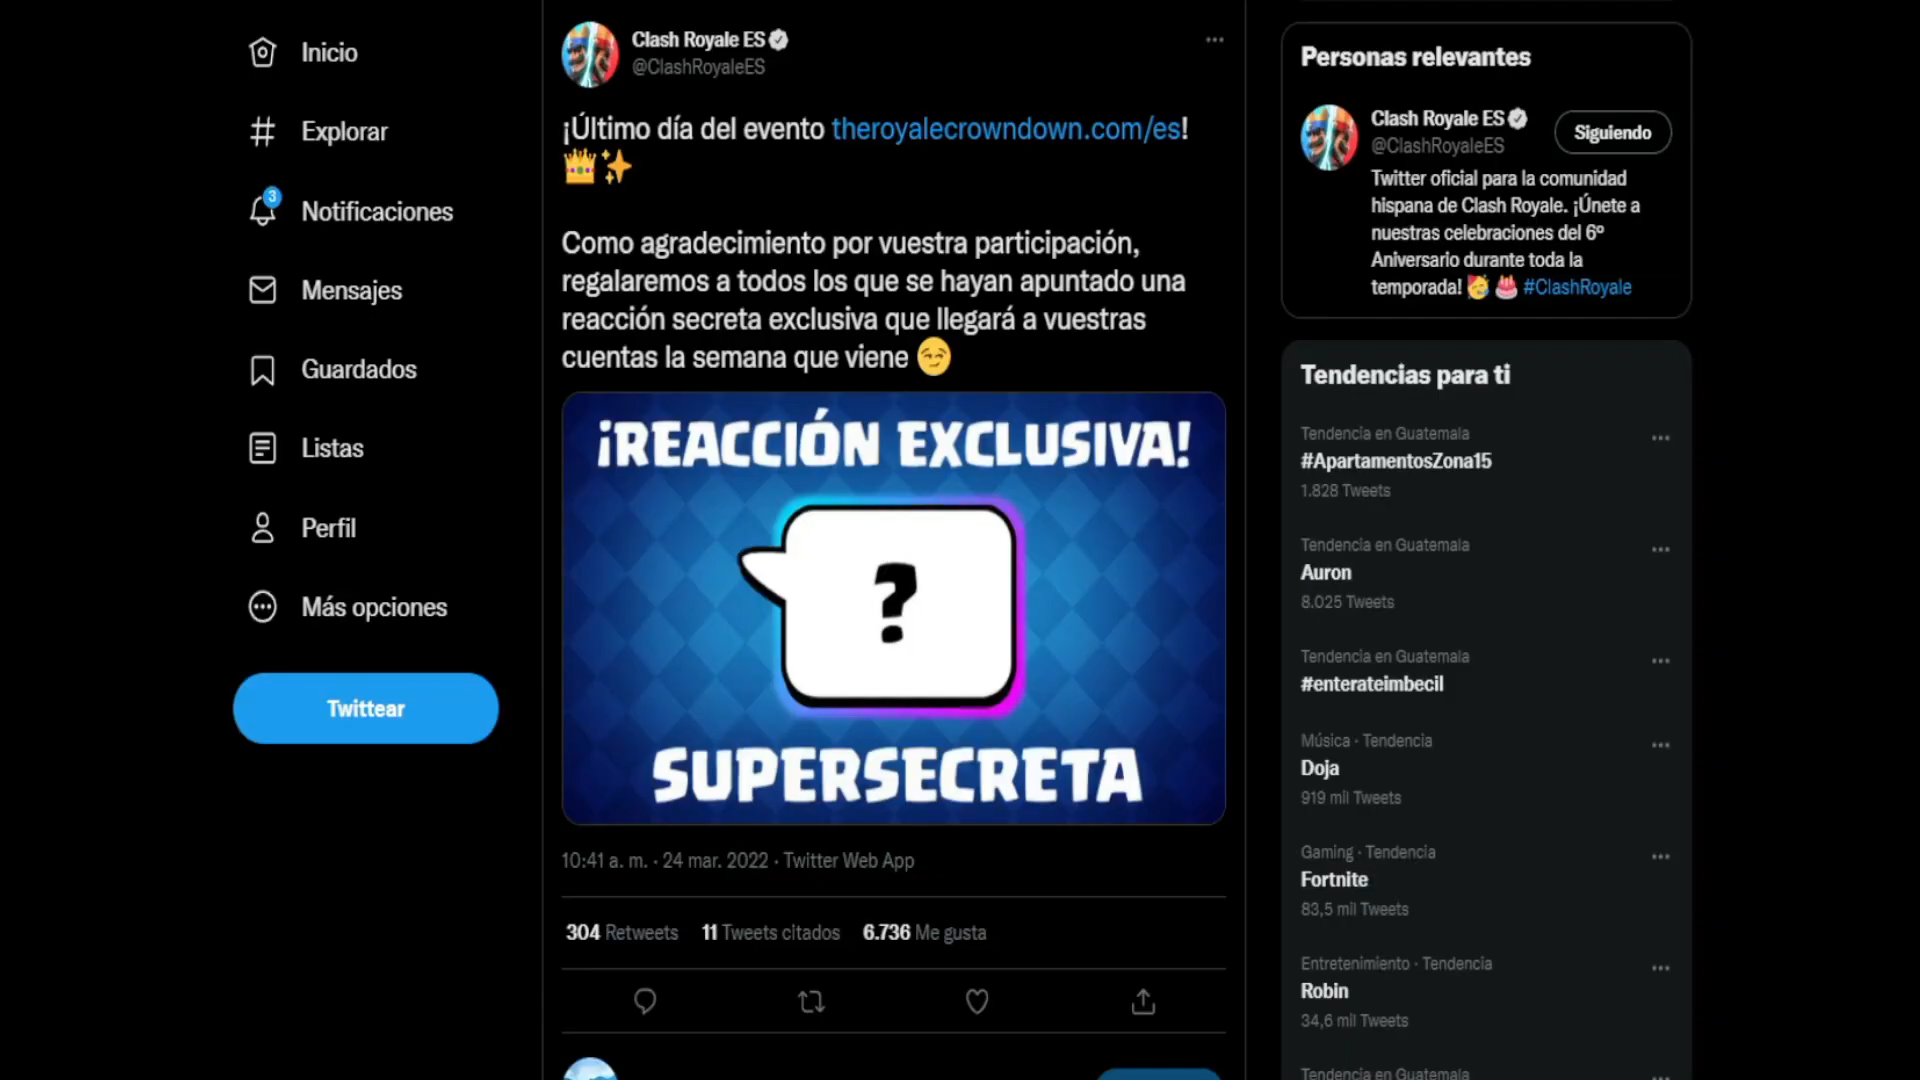 Inicio
Explorar
3
Notificaciones
Mensajes
Guardados
Listas
Perfil
Más opciones
Twittear
Clash Royale ES
@ClashRoyaleES
¡Último día del evento theroyalecrowndown.com/es!
👑✨
Como agradecimiento por vuestra participación,
regalaremos a todos los que se hayan apuntado una
reacción secreta exclusiva que llegará a vuestras
cuentas la semana que viene 😏
¡REACCIÓN EXCLUSIVA!
?
SUPERSECRETA
10:41 a. m. · 24 mar. 2022 · Twitter Web App
304 Retweets 11 Tweets citados 6.736 Me gusta
Personas relevantes
Clash Royale ES
@ClashRoyaleES
Siguiendo
Twitter oficial para la comunidad
hispana de Clash Royale. ¡Únete a
nuestras celebraciones del 6º
Aniversario durante toda la
temporada! 🥳 🎂 #ClashRoyale
Tendencias para ti
Tendencia en Guatemala
#ApartamentosZona15
1.828 Tweets
Tendencia en Guatemala
Auron
8.025 Tweets
Tendencia en Guatemala
#enterateimbecil
Música · Tendencia
Doja
919 mil Tweets
Gaming · Tendencia
Fortnite
83,5 mil Tweets
Entretenimiento · Tendencia
Robin
34,6 mil Tweets
Tendencia en Guatemala